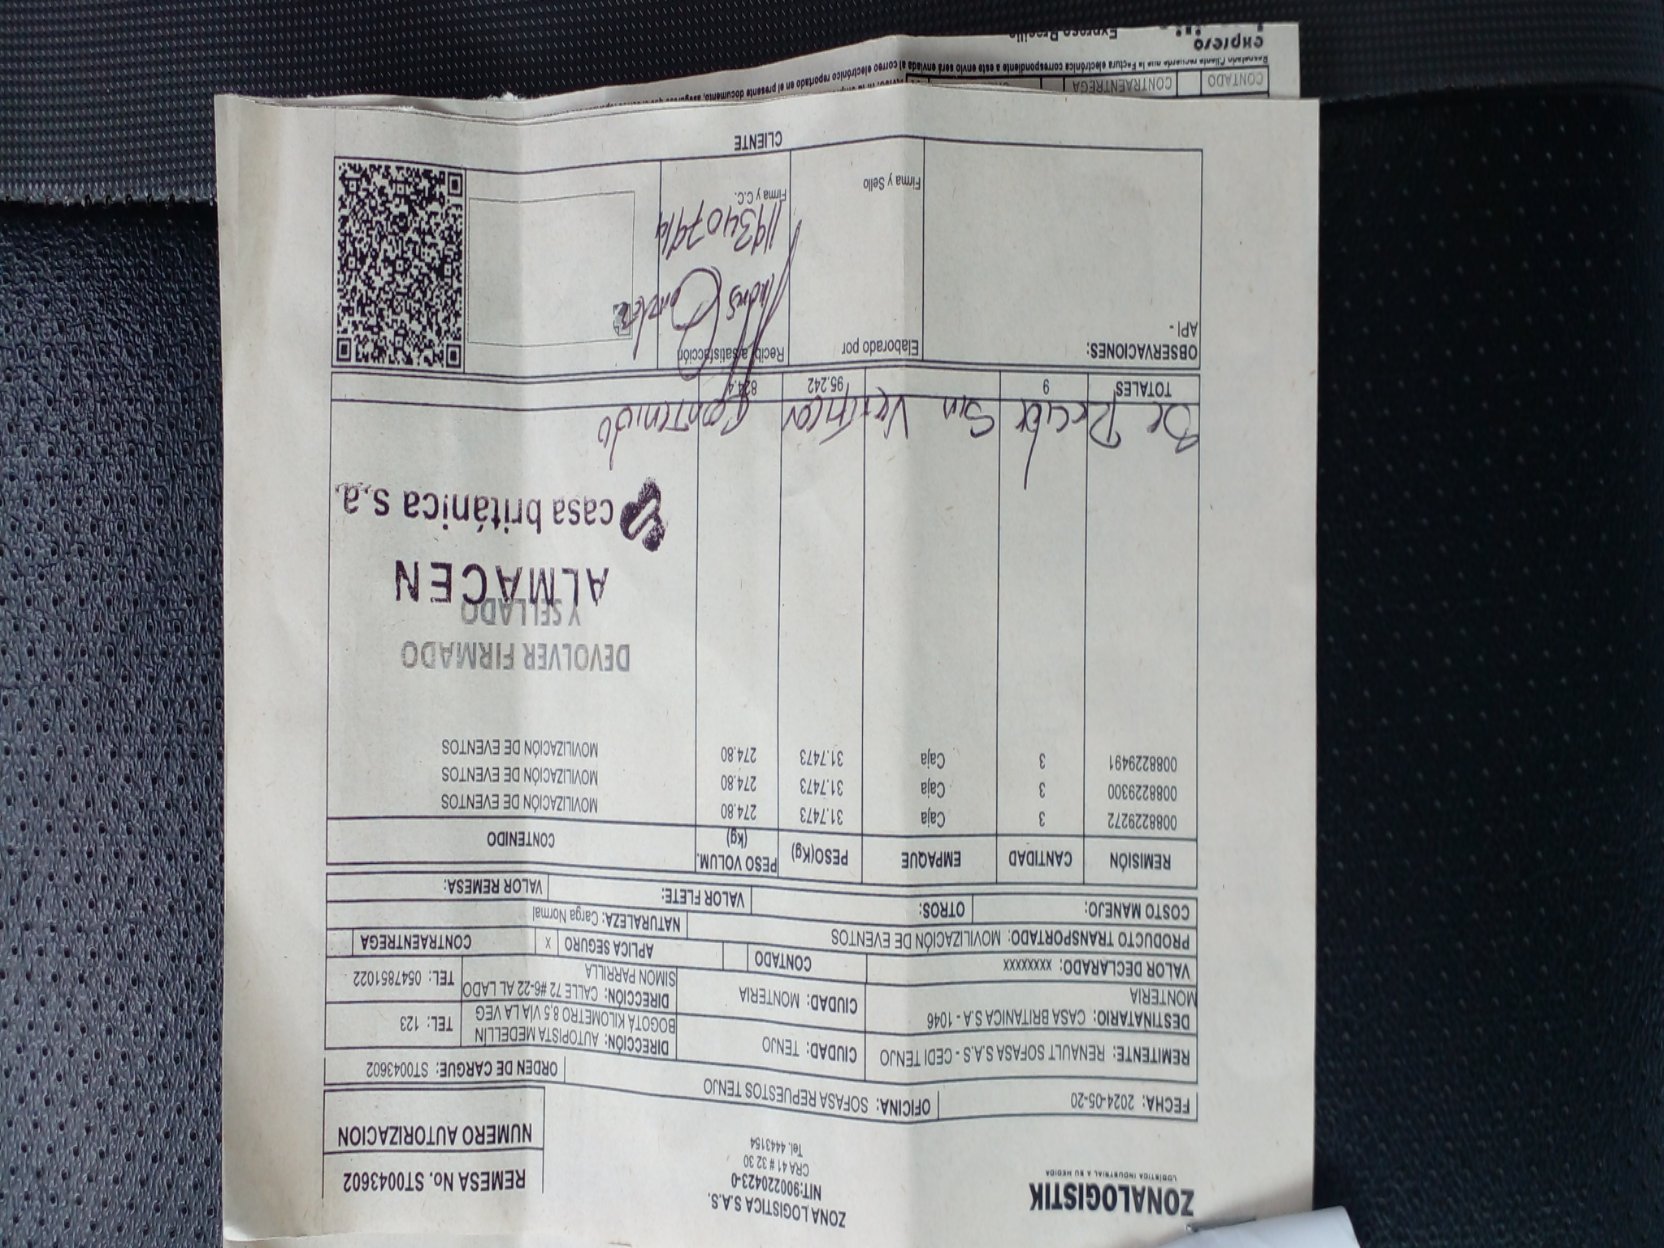 ZONALOGISTIK
LOGÍSTICA INDUSTRIAL A SU MEDIDA
ZONA LOGISTICA S.A.S.
NIT:900220423-0
CRA 41 # 32 30
Tel. 4443154
REMESA No. ST0043602
NUMERO AUTORIZACION
FECHA: 2024-05-20
OFICINA: SOFASA REPUESTOS TENJO
ORDEN DE CARGUE: ST0043602
REMITENTE: RENAULT SOFASA S.A.S - CEDI TENJO
CIUDAD: TENJO
DIRECCIÓN: AUTOPISTA MEDELLIN
BOGOTÁ KILOMETRO 8,5 VIA LA VEG
TEL: 123
DESTINATARIO: CASA BRITANICA S.A - 1046
MONTERIA
CIUDAD: MONTERIA
DIRECCIÓN: CALLE 72 #6-22 AL LADO
SIMON PARRILLA
TEL: 0547851022
VALOR DECLARADO: xxxxxxxx
CONTADO
APLICA SEGURO X
CONTRAENTREGA
PRODUCTO TRANSPORTADO: MOVILIZACIÓN DE EVENTOS
NATURALEZA: Carga Normal
COSTO MANEJO:
OTROS:
VALOR FLETE:
VALOR REMESA:
REMISIÓN CANTIDAD EMPAQUE PESO(Kg) PESO VOLUM. (kg) CONTENIDO
0088229272 3 Caja 31.7473 274.80 MOVILIZACIÓN DE EVENTOS
0088229300 3 Caja 31.7473 274.80 MOVILIZACIÓN DE EVENTOS
0088229491 3 Caja 31.7473 274.80 MOVILIZACIÓN DE EVENTOS
DEVOLVER FIRMADO
Y SELLADO
ALMACEN
casa británica s.a.
Se Recibe Sin Verificar Contenido
TOTALES 9 95.242 824.4
OBSERVACIONES:
API -
Elaborado por
Firma y Sello
Recibi a satisfacción
Firma y C.C.
CLIENTE
CONTADO
CONTRAENTREGA
expreso